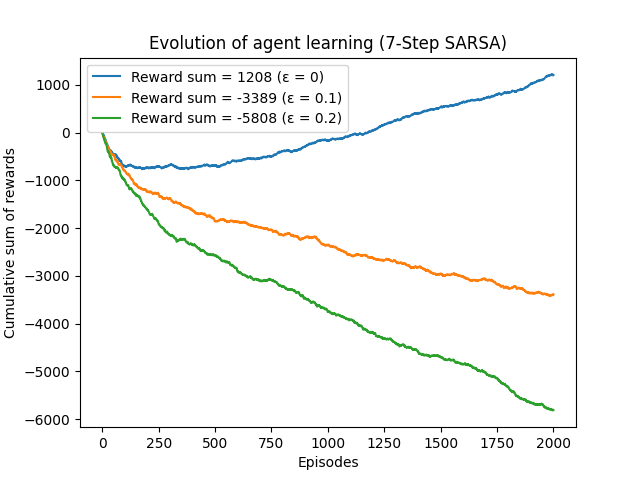 Evolution of agent learning (7-Step SARSA)
Reward sum = 1208 (ε = 0)
Reward sum = -3389 (ε = 0.1)
Reward sum = -5808 (ε = 0.2)
Cumulative sum of rewards
1000
0
−1000
−2000
−3000
−4000
−5000
−6000
0 250 500 750 1000 1250 1500 1750 2000
Episodes